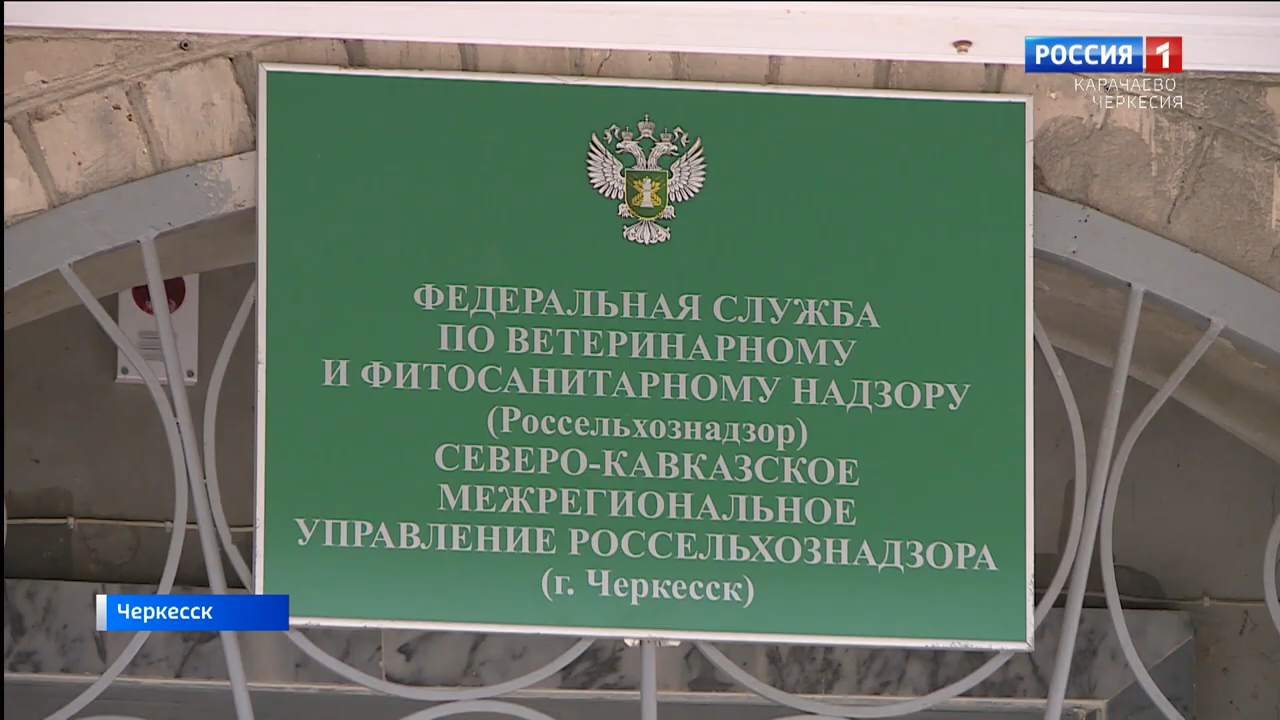 РОССИЯ 1
КАРАЧАЕВО
ЧЕРКЕСИЯ
ФЕДЕРАЛЬНАЯ СЛУЖБА
ПО ВЕТЕРИНАРНОМУ
И ФИТОСАНИТАРНОМУ НАДЗОРУ
(Россельхознадзор)
СЕВЕРО-КАВКАЗСКОЕ
МЕЖРЕГИОНАЛЬНОЕ
УПРАВЛЕНИЕ РОССЕЛЬХОЗНАДЗОРА
(г. Черкесск)
Черкесск